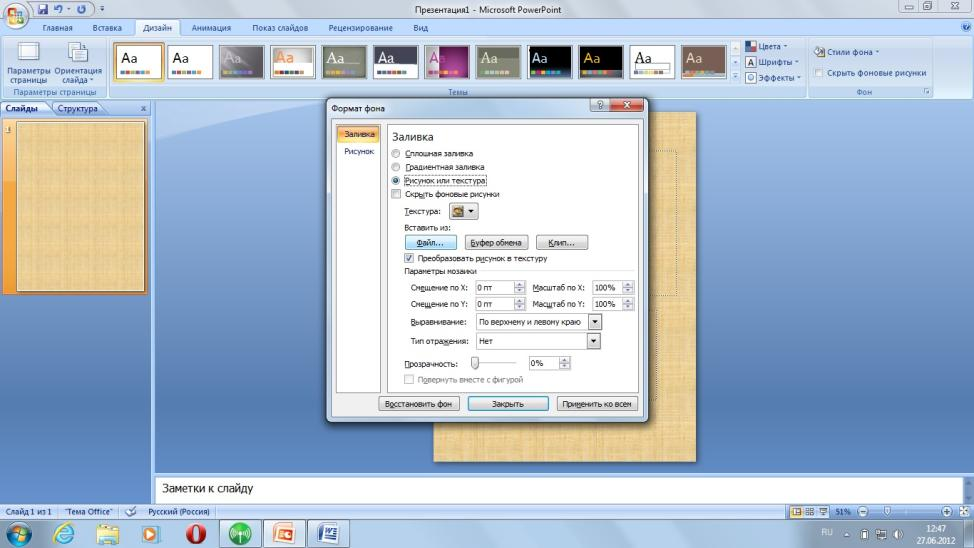 Презентация1 - Microsoft PowerPoint
Главная Вставка Дизайн Анимация Показ слайдов Рецензирование Вид
Параметры страницы
Ориентация слайда
Параметры страницы
Aa Aa Aa Aa Aa Aa Aa Aa Aa Aa Aa Aa
Темы
Цвета
Шрифты
Эффекты
Стили фона
Скрыть фоновые рисунки
Фон
Слайды Структура x
1
Формат фона
Заливка
Рисунок
Заливка
Сплошная заливка
Градиентная заливка
Рисунок или текстура
Скрыть фоновые рисунки
Текстура:
Вставить из:
Файл... Буфер обмена Клип...
Преобразовать рисунок в текстуру
Параметры мозаики
Смещение по X: 0 пт Масштаб по X: 100%
Смещение по Y: 0 пт Масштаб по Y: 100%
Выравнивание: По верхнему и левому краю
Тип отражения: Нет
Прозрачность: 0%
Повернуть вместе с фигурой
Восстановить фон Закрыть Применить ко всем
Заметки к слайду
Слайд 1 из 1 "Тема Office" Русский (Россия) 51%
RU 12:47
27.06.2012